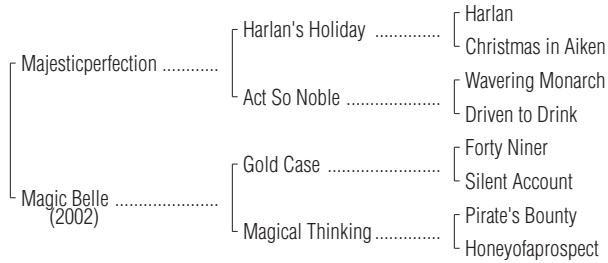 Harlan
Harlan's Holiday ..............
Christmas in Aiken
Majesticperfection ............
Wavering Monarch
Act So Noble ....................
Driven to Drink
Forty Niner
Gold Case ........................
Silent Account
Magic Belle ......................
(2002)
Pirate's Bounty
Magical Thinking ..............
Honeyofaprospect